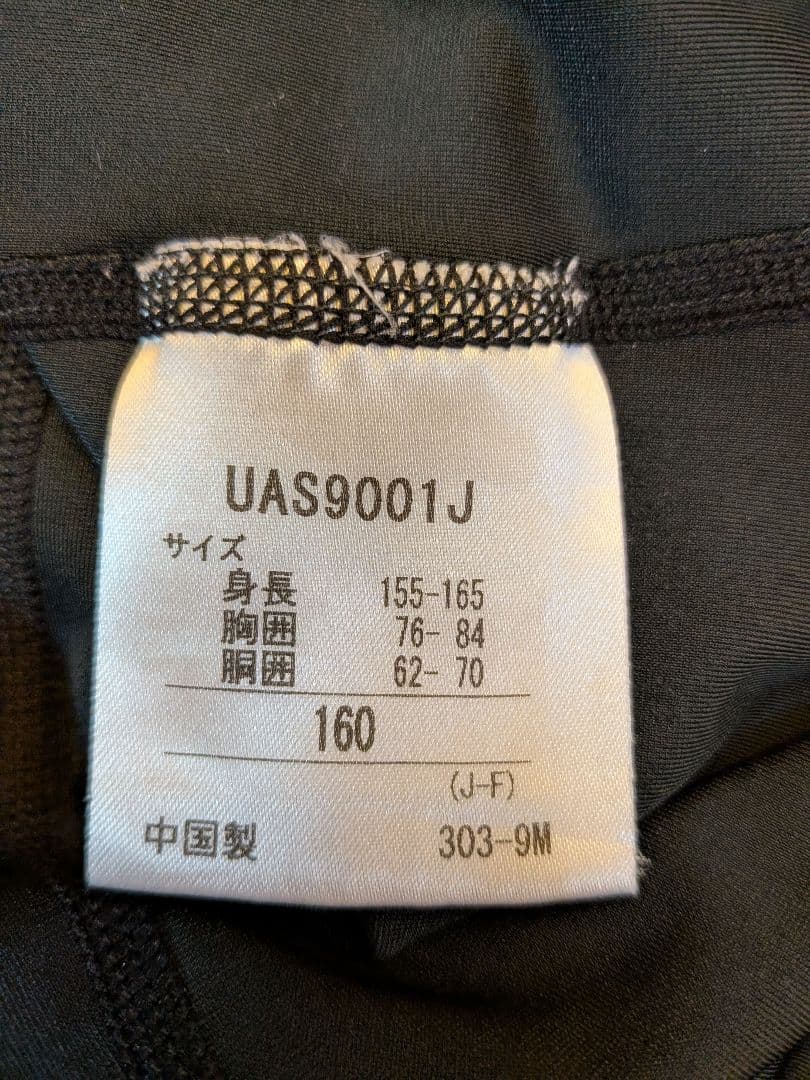 UAS9001J
サイズ
身長 155-165
胸囲 76- 84
胴囲 62- 70
160
(J-F)
中国製 303-9M